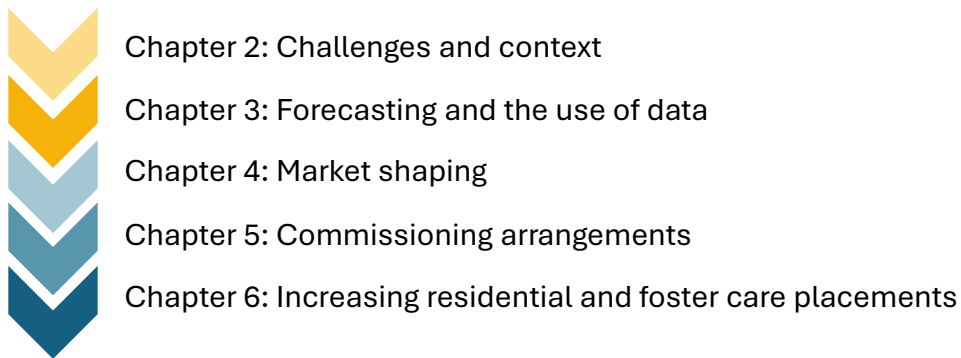 Chapter 2: Challenges and context
Chapter 3: Forecasting and the use of data
Chapter 4: Market shaping
Chapter 5: Commissioning arrangements
Chapter 6: Increasing residential and foster care placements